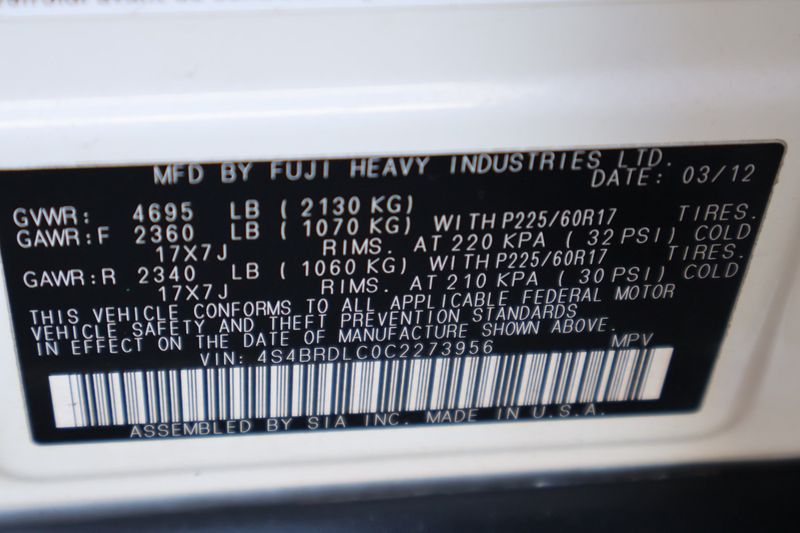 MFD BY FUJI HEAVY INDUSTRIES LTD.
DATE: 03/12
GVWR: 4695 LB ( 2130 KG)
GAWR:F 2360 LB ( 1070 KG) WITH P225/60R17 TIRES.
17X7J RIMS. AT 220 KPA ( 32 PSI) COLD
GAWR:R 2340 LB ( 1060 KG) WITH P225/60R17 TIRES.
17X7J RIMS. AT 210 KPA ( 30 PSI) COLD
THIS VEHICLE CONFORMS TO ALL APPLICABLE FEDERAL MOTOR
VEHICLE SAFETY AND THEFT PREVENTION STANDARDS
IN EFFECT ON THE DATE OF MANUFACTURE SHOWN ABOVE.
VIN: 4S4BRDLC0C2273956 MPV
ASSEMBLED BY SIA INC. MADE IN U.S.A.